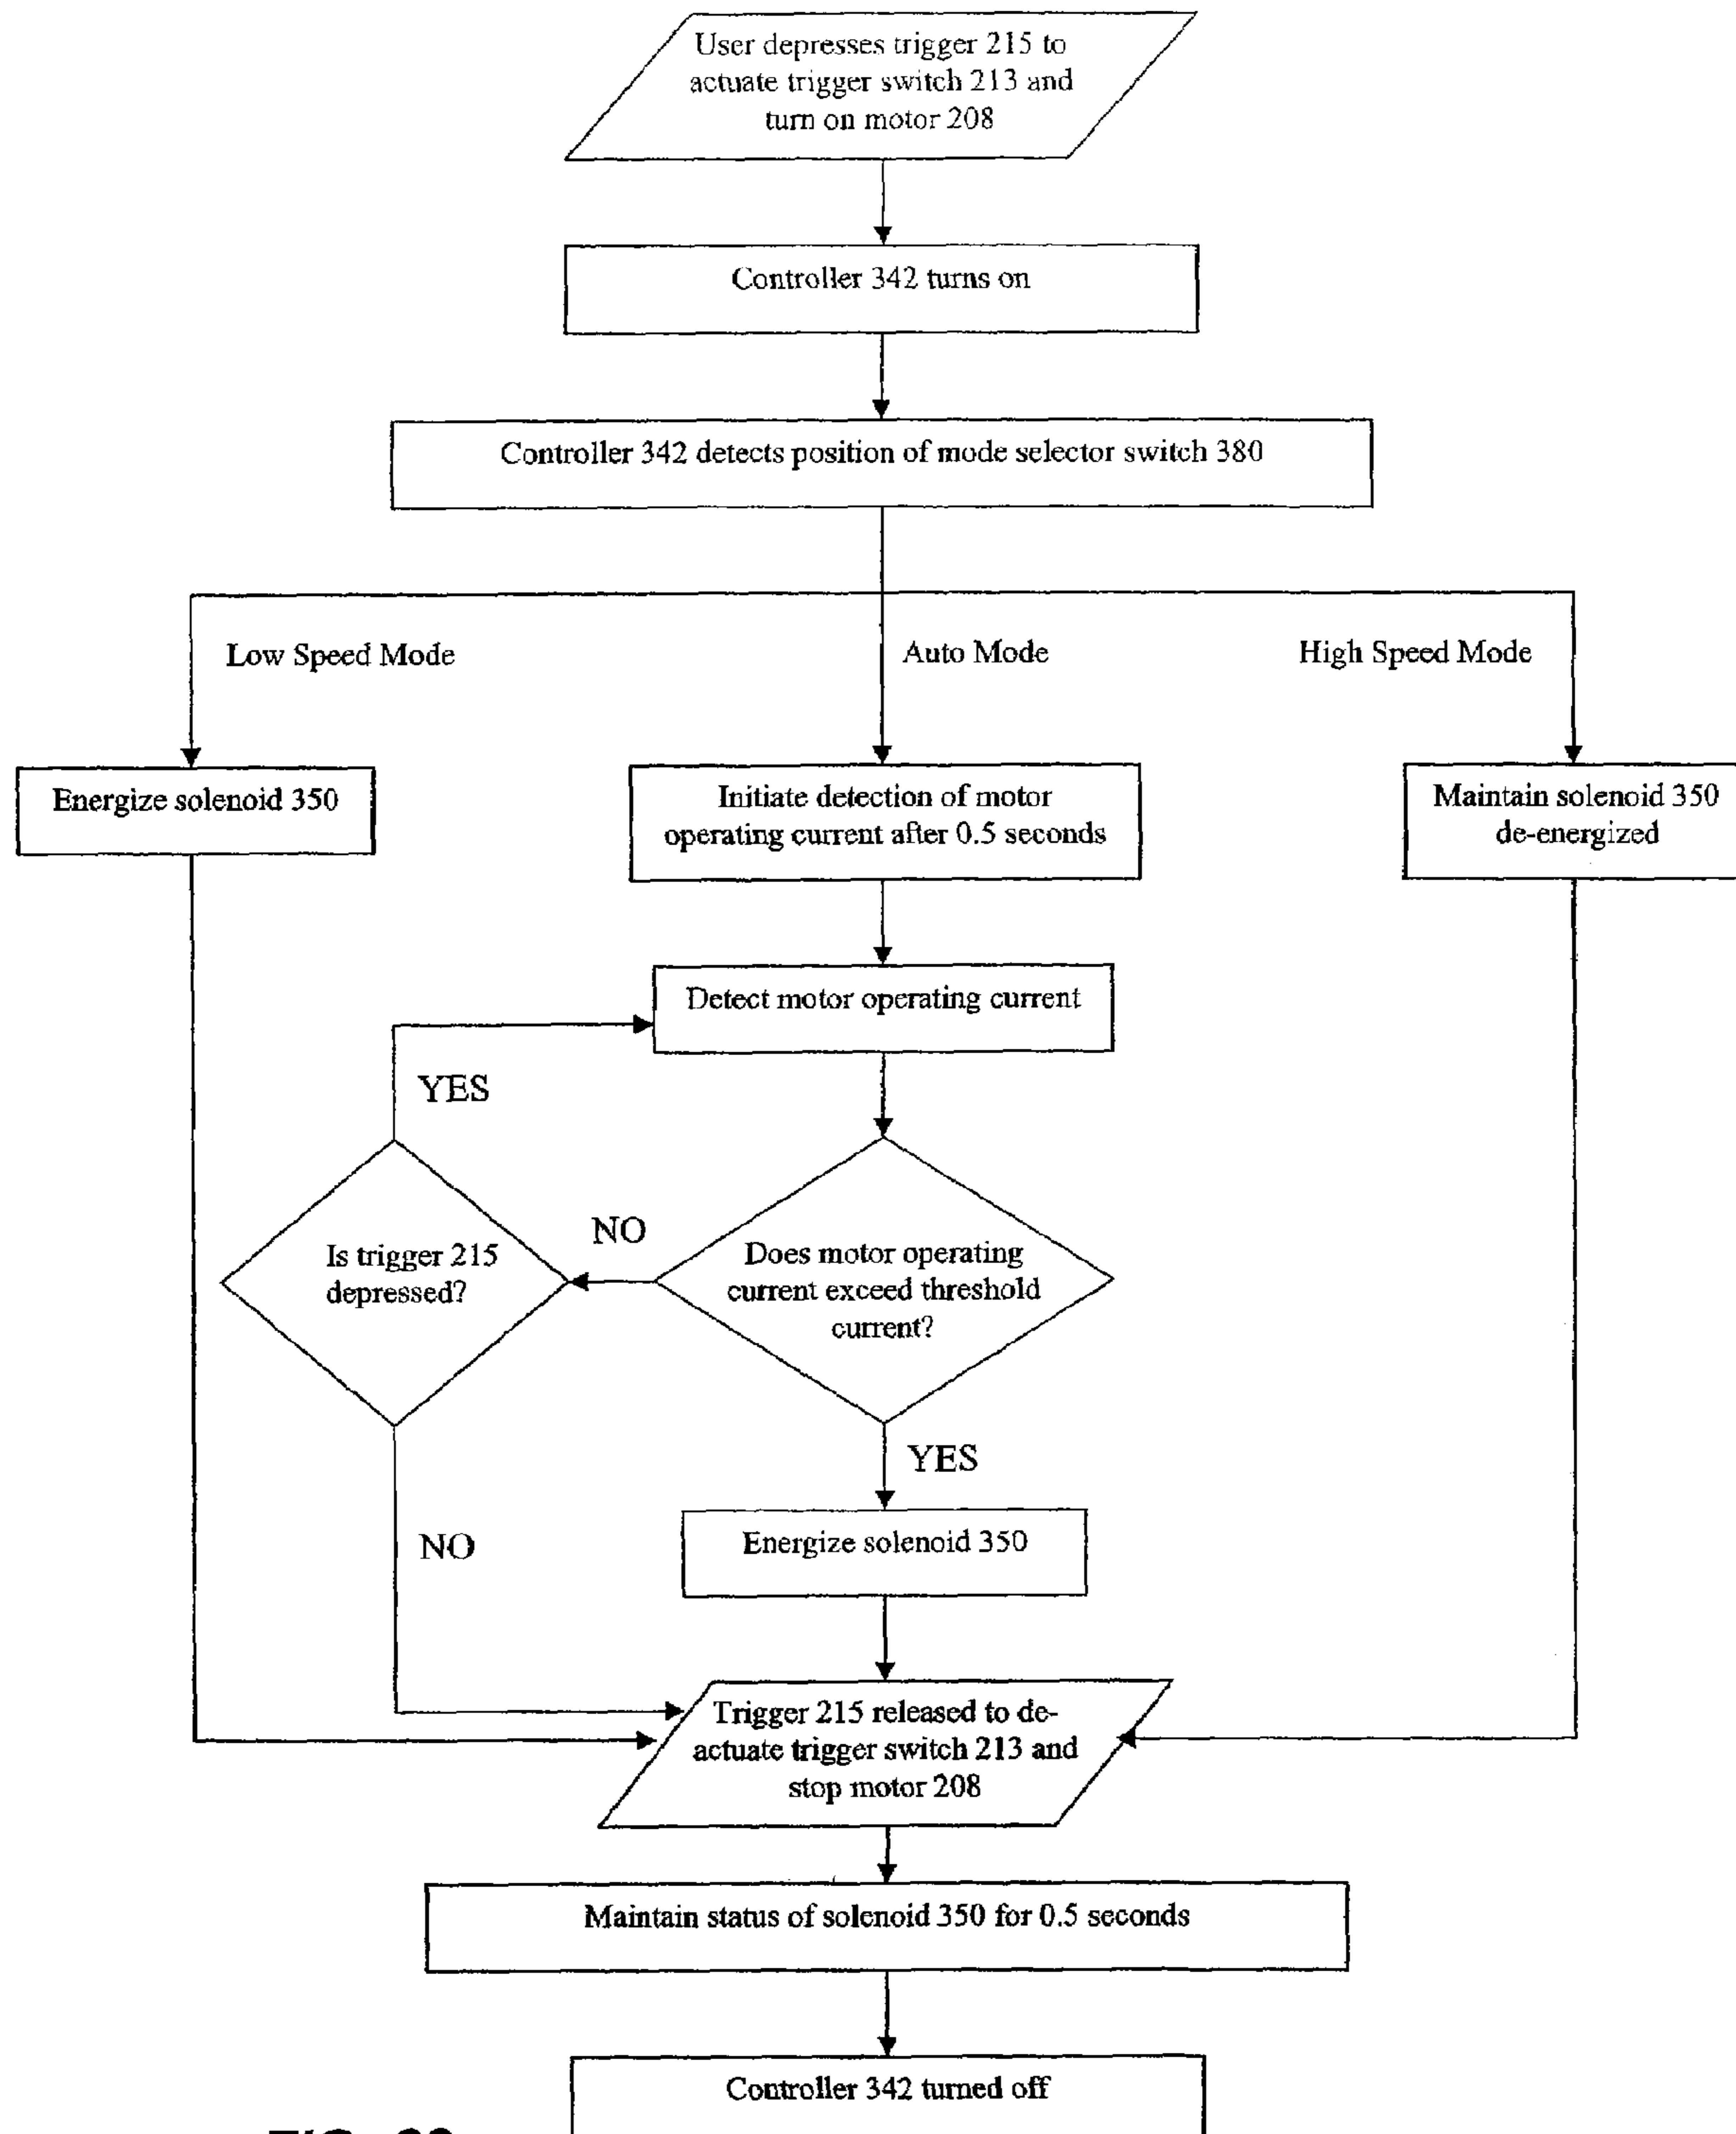 User depresses trigger 215 to
actuate trigger switch 213 and
turn on motor 208
Controller 342 turns on
Controller 342 detects position of mode selector switch 380
Low Speed Mode
Auto Mode
High Speed Mode
Energize solenoid 350
Initiate detection of motor
operating current after 0.5 seconds
Maintain solenoid 350
de-energized
Detect motor operating current
YES
NO
Is trigger 215
depressed?
Does motor operating
current exceed threshold
current?
YES
NO
Energize solenoid 350
Trigger 215 released to de-
actuate trigger switch 213 and
stop motor 208
Maintain status of solenoid 350 for 0.5 seconds
Controller 342 turned off